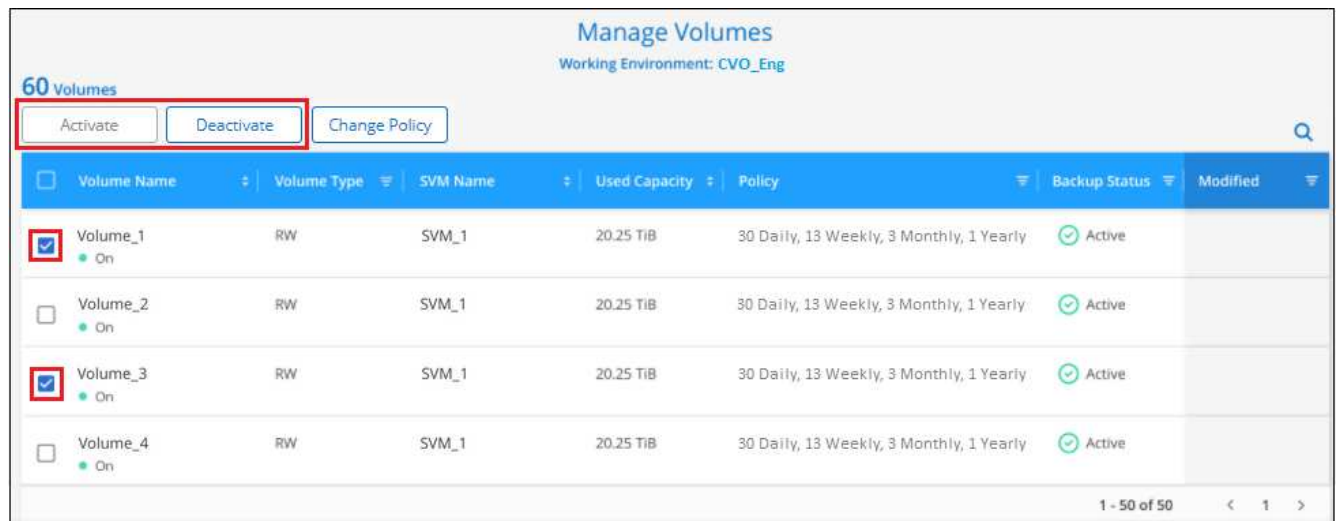 Manage Volumes
Working Environment: CVO_Eng
60 Volumes
Activate Deactivate Change Policy
Volume Name Volume Type SVM Name Used Capacity Policy Backup Status Modified
Volume_1 RW SVM_1 20.25 TiB 30 Daily, 13 Weekly, 3 Monthly, 1 Yearly Active
On
Volume_2 RW SVM_1 20.25 TiB 30 Daily, 13 Weekly, 3 Monthly, 1 Yearly Active
On
Volume_3 RW SVM_1 20.25 TiB 30 Daily, 13 Weekly, 3 Monthly, 1 Yearly Active
On
Volume_4 RW SVM_1 20.25 TiB 30 Daily, 13 Weekly, 3 Monthly, 1 Yearly Active
On
1 - 50 of 50 < 1 >